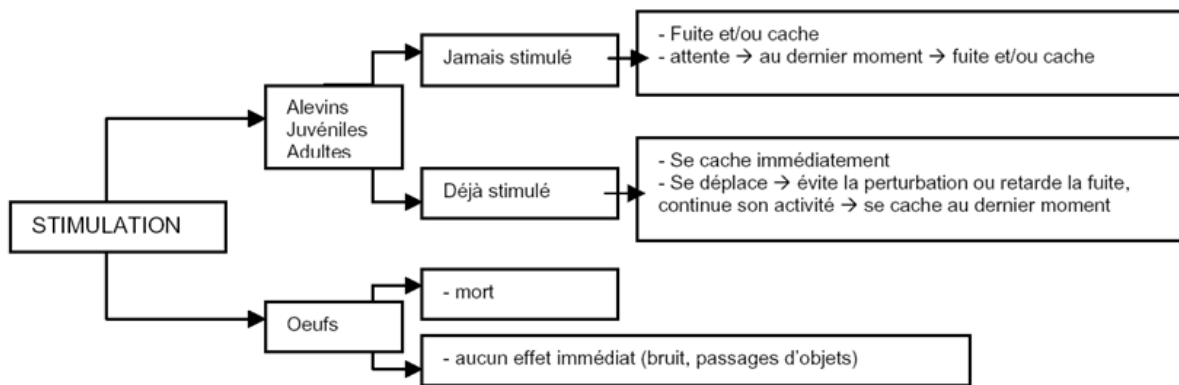 STIMULATION
Alevins
Juvéniles
Adultes
Jamais stimulé
- Fuite et/ou cache
- attente → au dernier moment → fuite et/ou cache
Déjà stimulé
- Se cache immédiatement
- Se déplace → évite la perturbation ou retarde la fuite,
continue son activité → se cache au dernier moment
Oeufs
- mort
- aucun effet immédiat (bruit, passages d'objets)